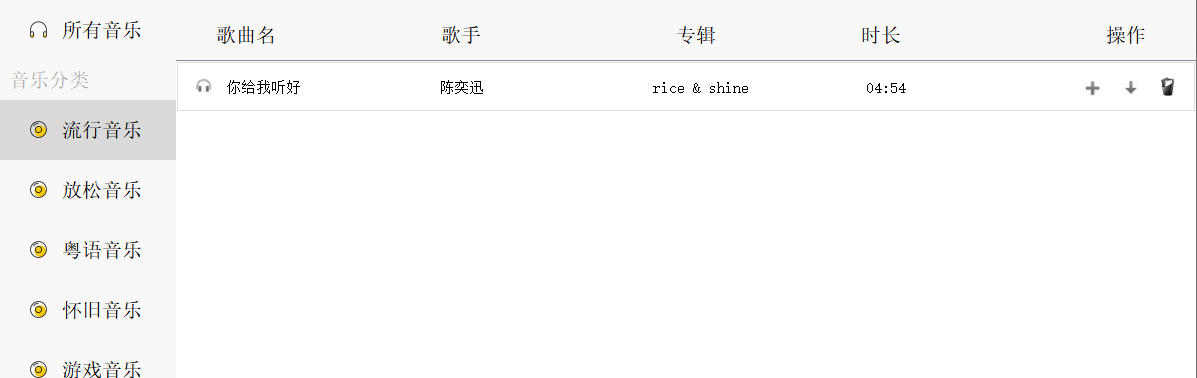 所有音乐
音乐分类
流行音乐
放松音乐
粤语音乐
怀旧音乐
游戏音乐
歌曲名 歌手 专辑 时长 操作
你给我听好 陈奕迅 rice & shine 04:54